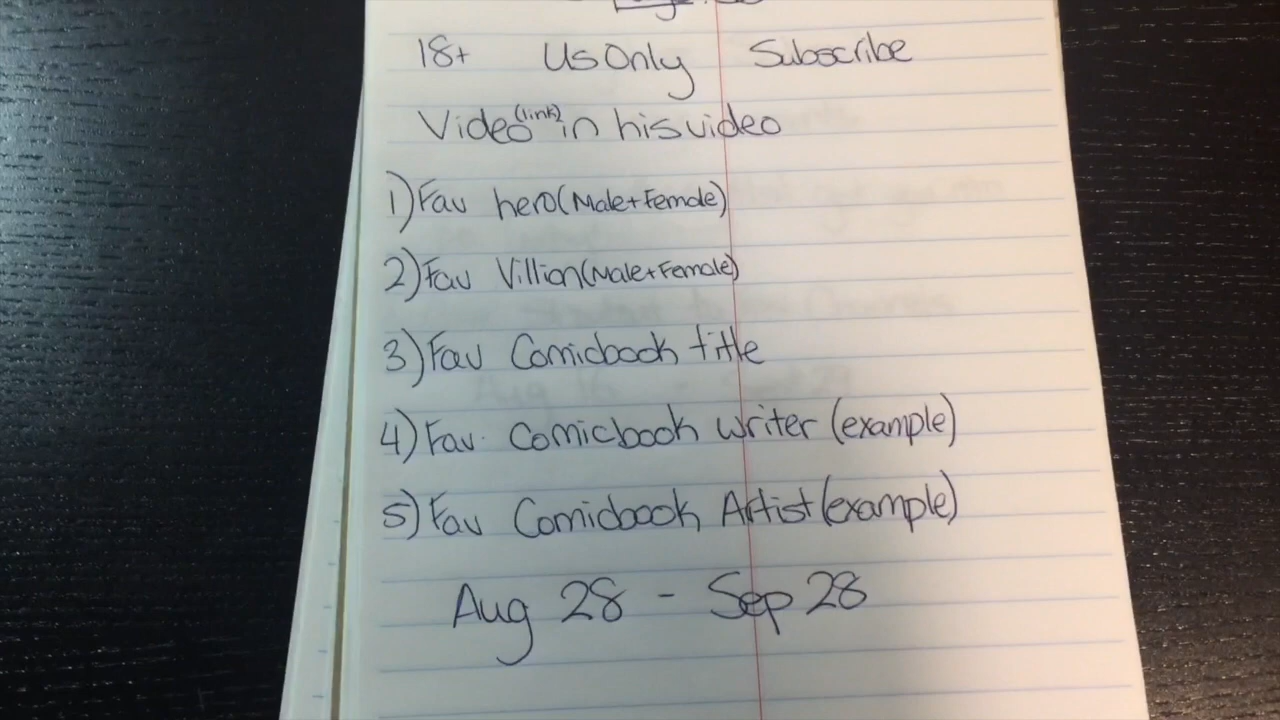 18+ Us Only Subscribe
Video (link) in his video
1) Fav hero (Male + Female)
2) Fav Villian (Male + Female)
3) Fav Comicbook title
4) Fav. Comicbook writer (example)
5) Fav Comicbook Artist (example)
Aug 28 - Sep 28